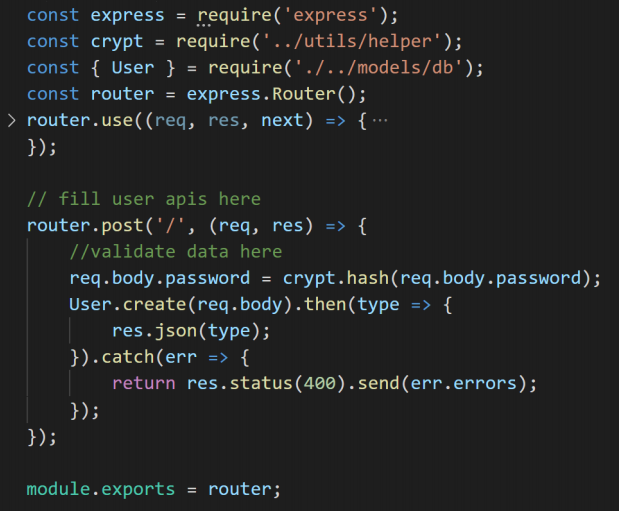 const express = require('express');
const crypt = require('../utils/helper');
const { User } = require('./../models/db');
const router = express.Router();
router.use((req, res, next) => {···
});
// fill user apis here
router.post('/', (req, res) => {
//validate data here
req.body.password = crypt.hash(req.body.password);
User.create(req.body).then(type => {
res.json(type);
}).catch(err => {
return res.status(400).send(err.errors);
});
});
module.exports = router;